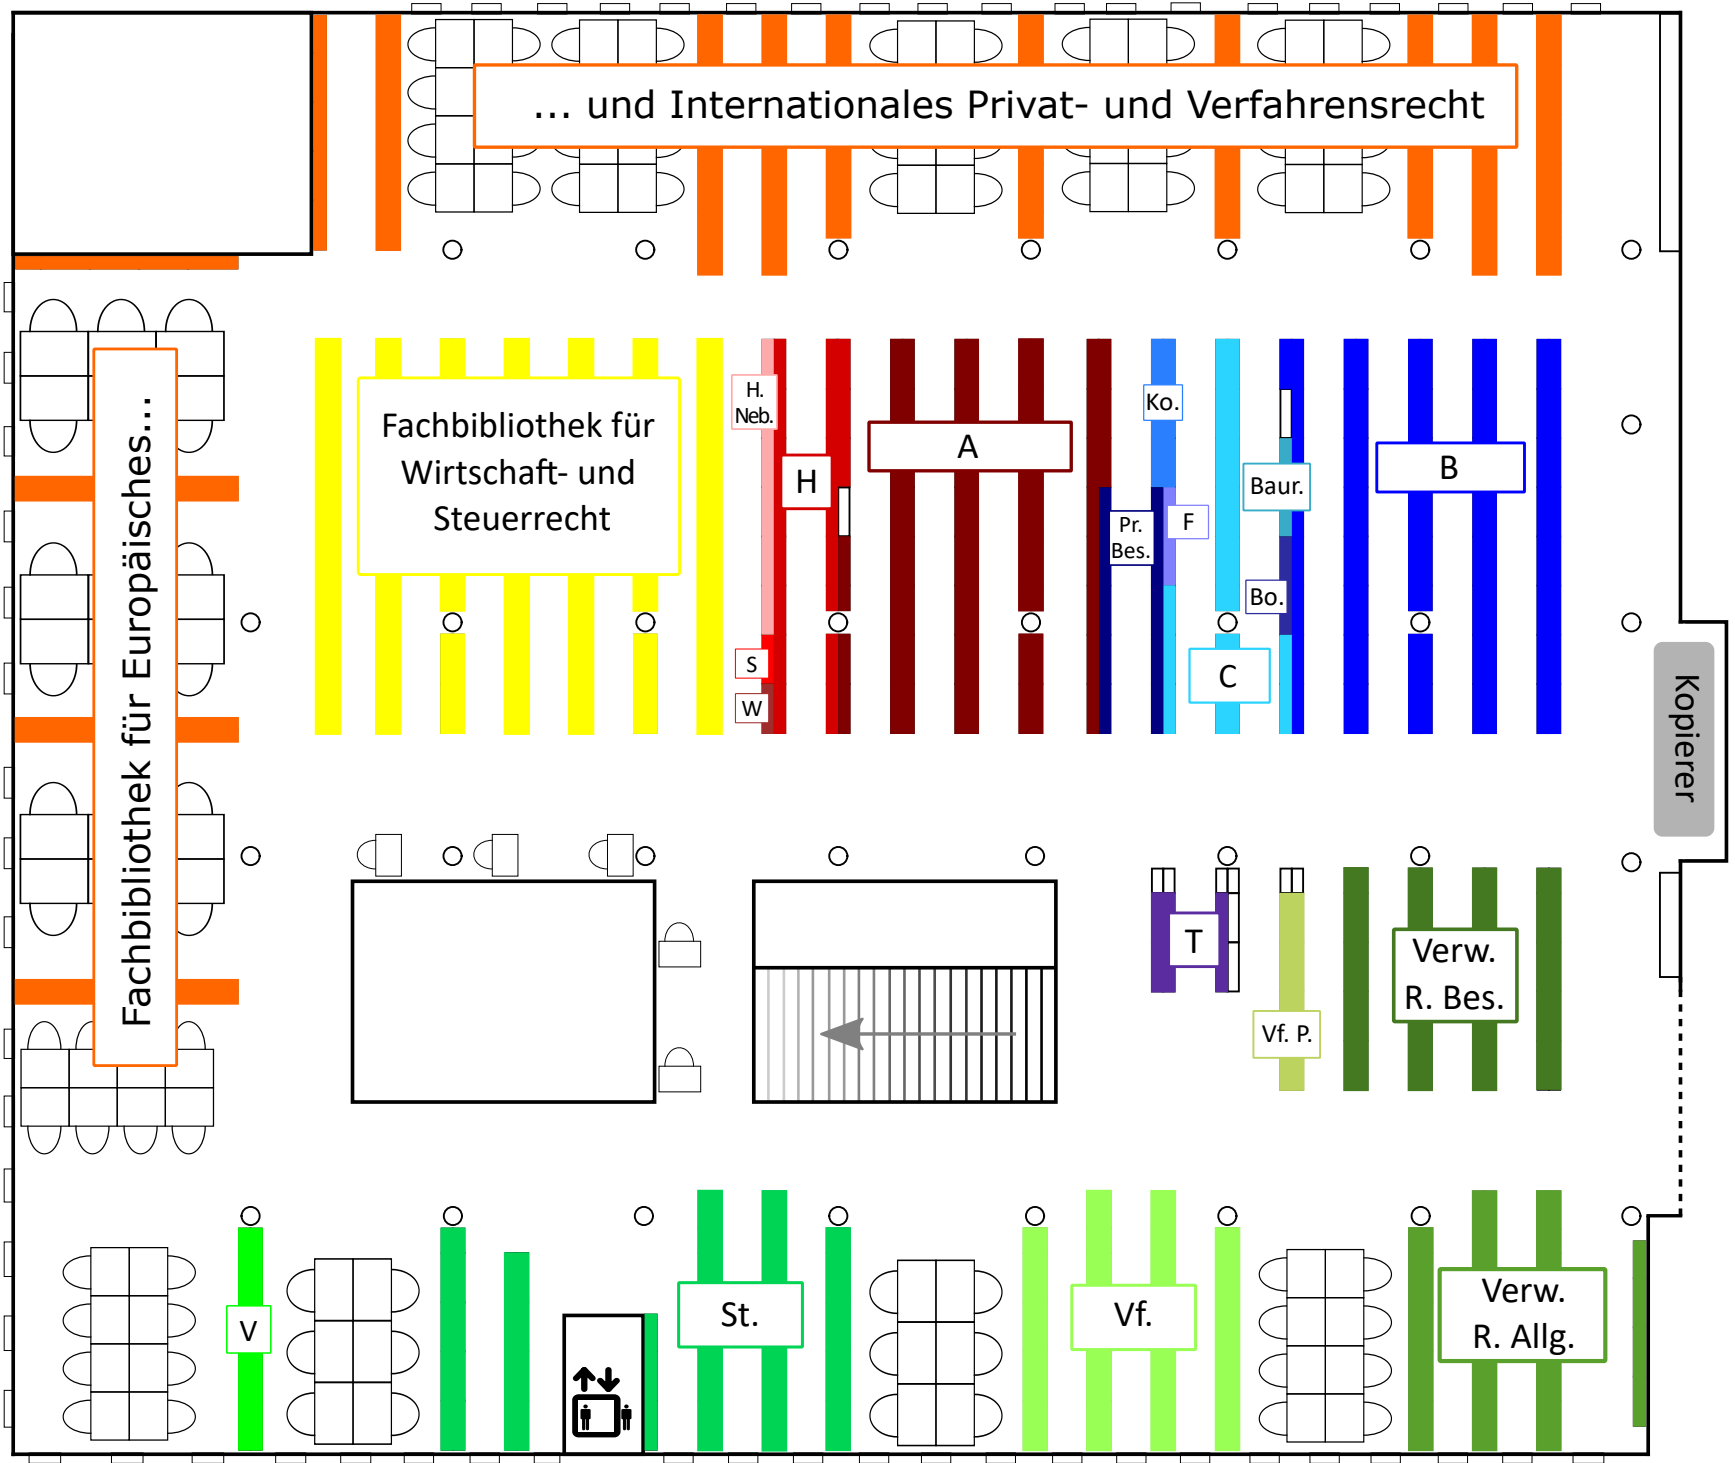 ... und Internationales Privat- und Verfahrensrecht
Fachbibliothek für Europäisches...
Fachbibliothek für
Wirtschaft- und
Steuerrecht
H.
Neb.
H
S
W
A
Pr.
Bes.
Ko.
F
C
Baur.
Bo.
B
Kopierer
T
Vf. P.
Verw.
R. Bes.
V
St.
Vf.
Verw.
R. Allg.